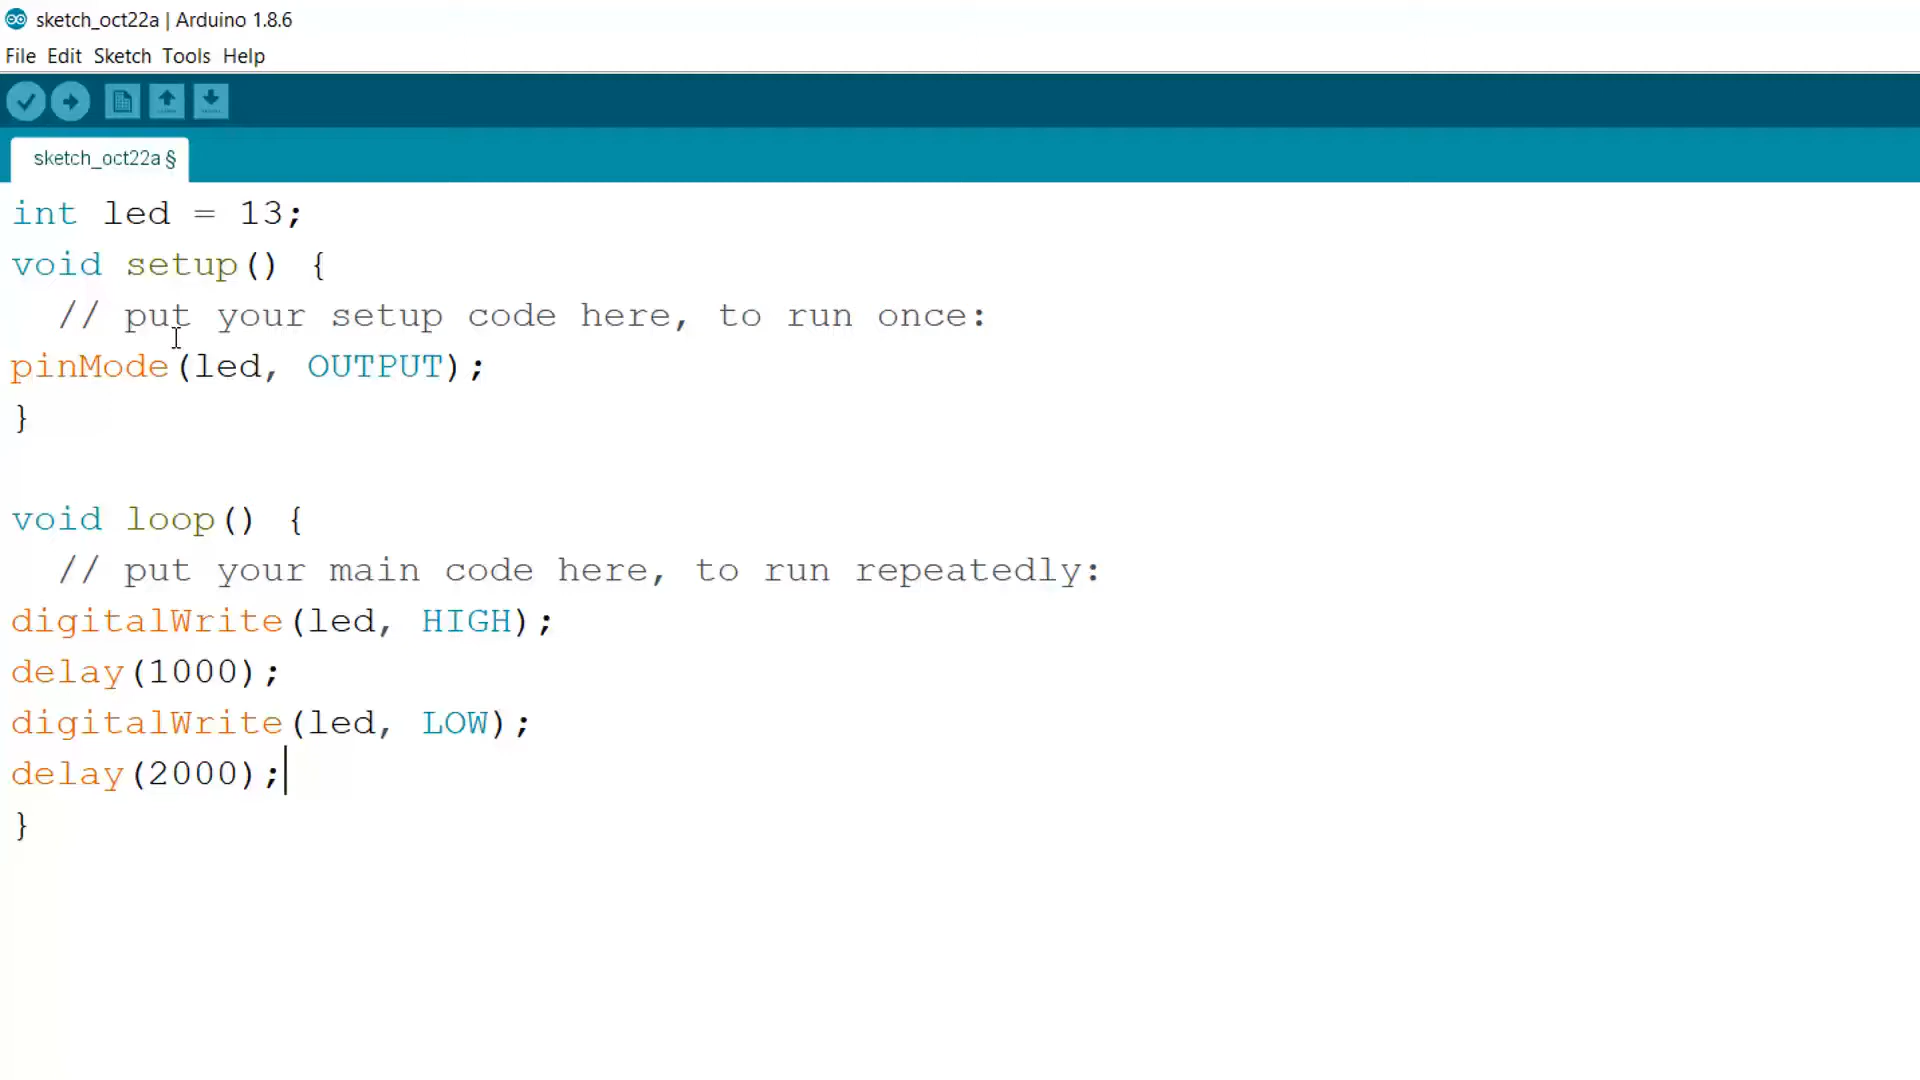 sketch_oct22a | Arduino 1.8.6
File Edit Sketch Tools Help
sketch_oct22a §
int led = 13;
void setup() {
  // put your setup code here, to run once:
pinMode(led, OUTPUT);
}
void loop() {
  // put your main code here, to run repeatedly:
digitalWrite(led, HIGH);
delay(1000);
digitalWrite(led, LOW);
delay(2000);
}